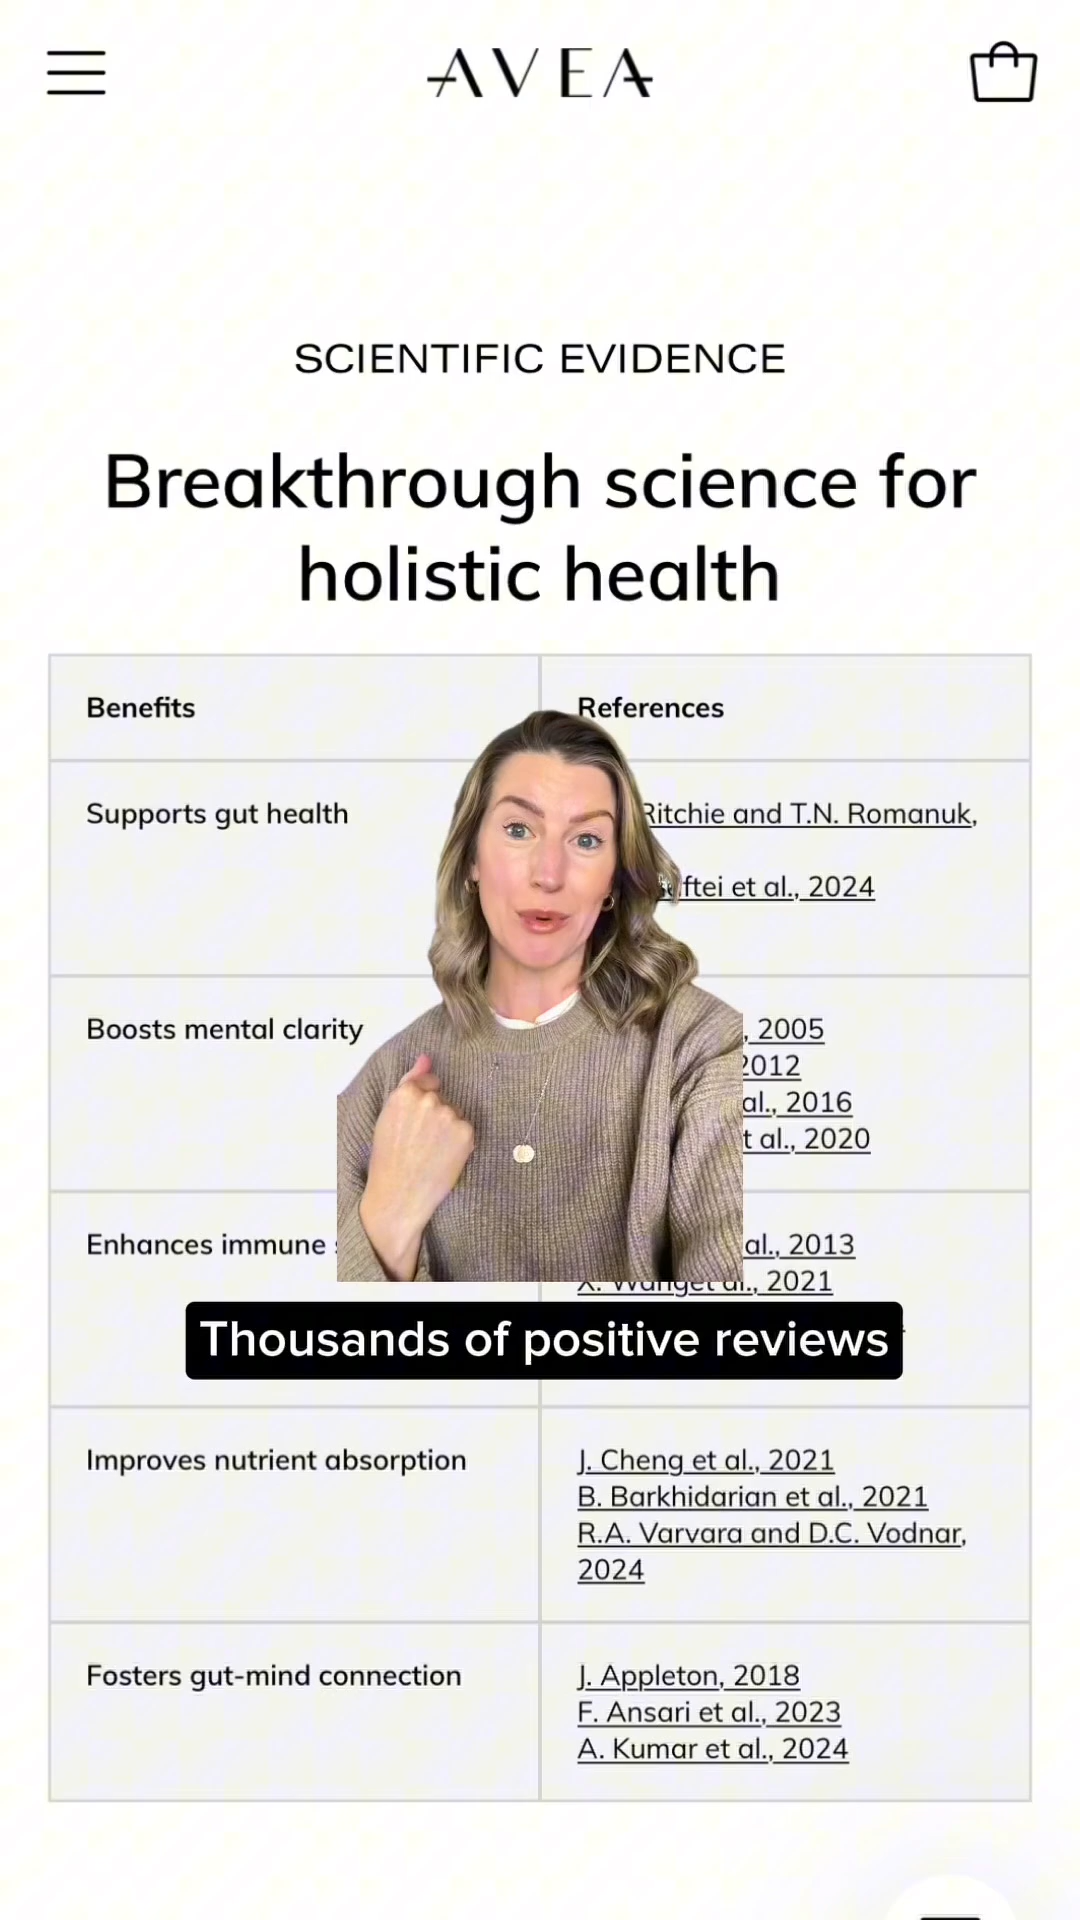 AVEA
SCIENTIFIC EVIDENCE
Breakthrough science for
holistic health
Benefits
References
Supports gut health
Ritchie and T.N. Romanuk,
et al., 2024
Boosts mental clarity
, 2005
2012
al., 2016
t al., 2020
Enhances immune
al., 2013
2021
Thousands of positive reviews
Improves nutrient absorption
J. Cheng et al., 2021
B. Barkhidarian et al., 2021
R.A. Varvara and D.C. Vodnar,
2024
Fosters gut-mind connection
J. Appleton, 2018
F. Ansari et al., 2023
A. Kumar et al., 2024